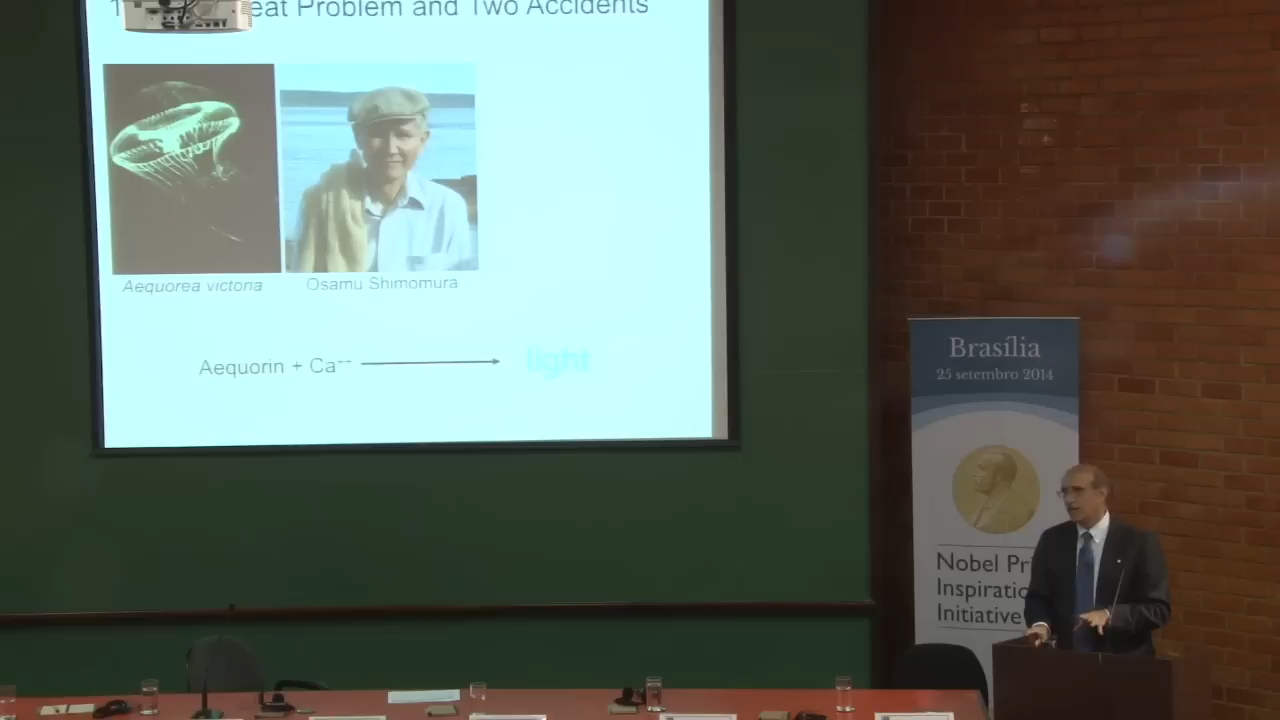 eat Problem and Two Accidents
Aequorea victoria
Osamu Shimomura
Aequorin + Ca⁺⁺
light
Brasília
25 setembro 2014
Nobel Pri
Inspiratio
Initiative